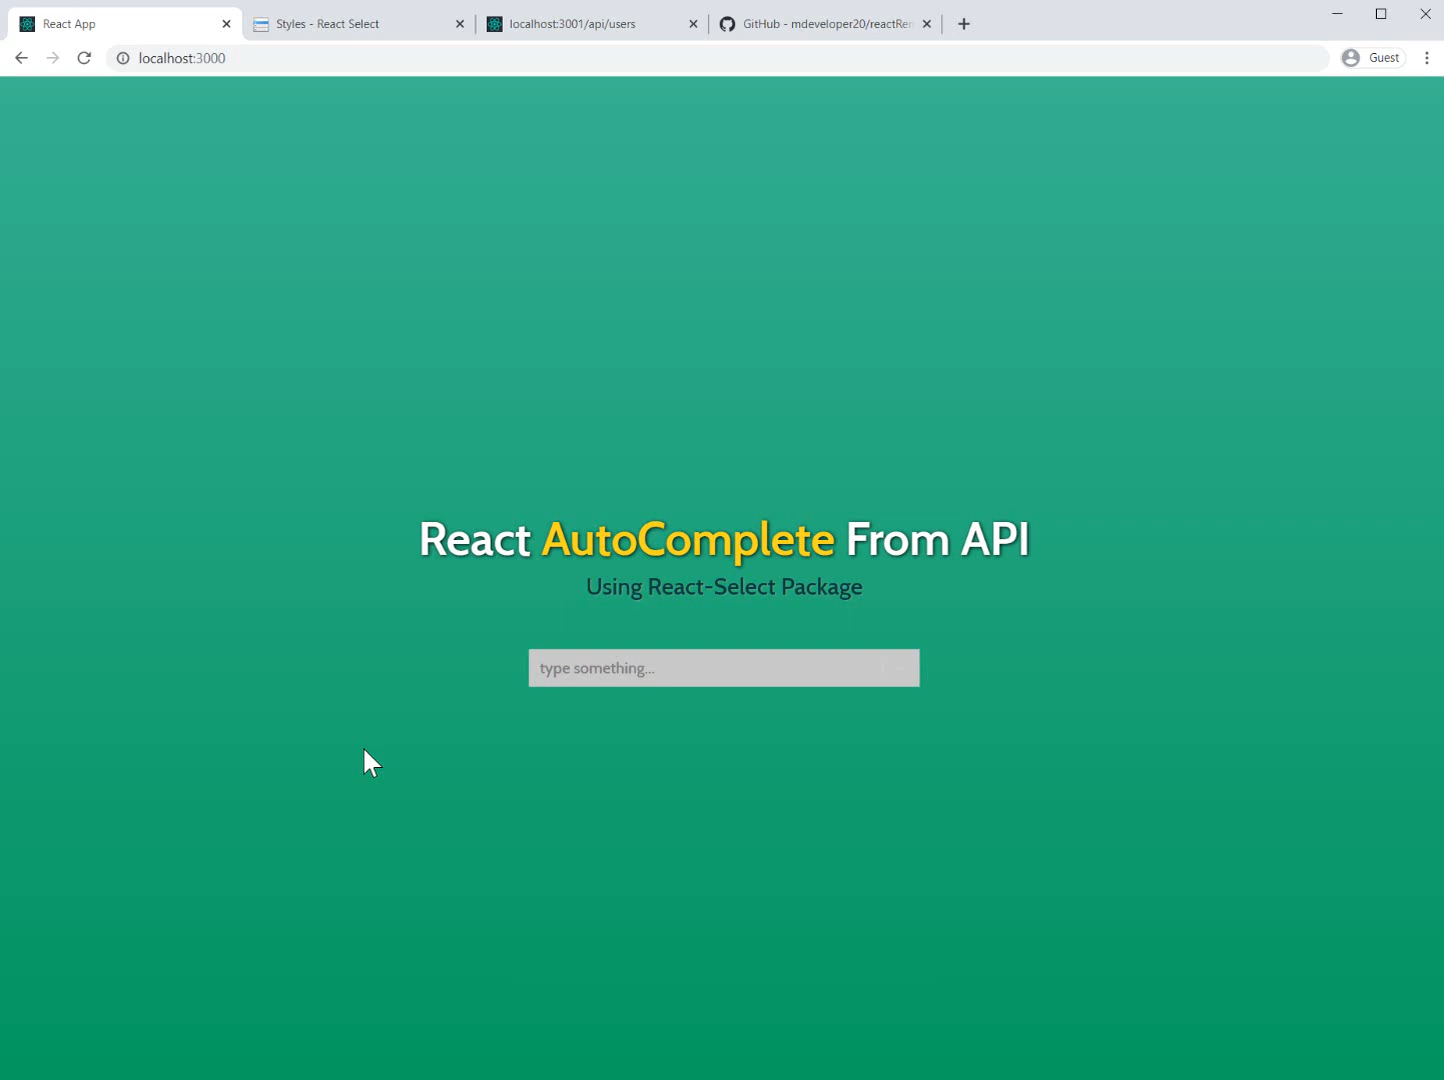 React App
Styles - React Select
localhost:3001/api/users
GitHub - mdeveloper20/reactRem
localhost:3000
Guest
React AutoComplete From API
Using React-Select Package
type something...